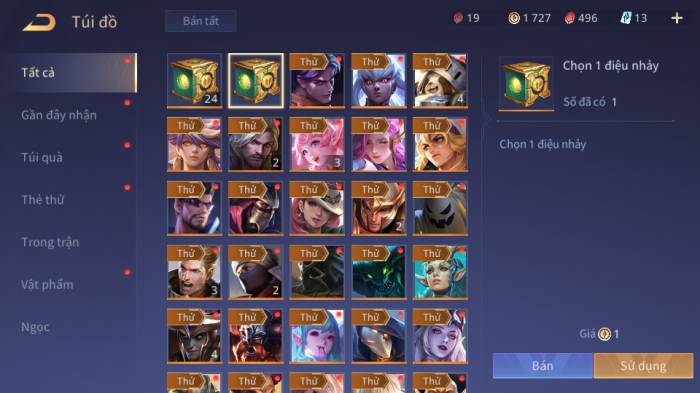 Túi đồ
Bán tất
19
1 727
496
13
Tất cả
Gần đây nhận
Túi quà
Thẻ thử
Trong trận
Vật phẩm
Ngọc
24
Thử
Thử
Thử
4
Thử
Thử
2
Thử
3
Thử
Thử
Thử
Thử
Thử
Thử
2
Thử
Thử
3
Thử
2
Thử
Thử
Thử
Thử
4
Thử
Thử
Thử
Thử
Thử
Thử
Thử
Thử
Thử
Chọn 1 điệu nhảy
Số đã có 1
Chọn 1 điệu nhảy
Giá 1
Bán
Sử dụng